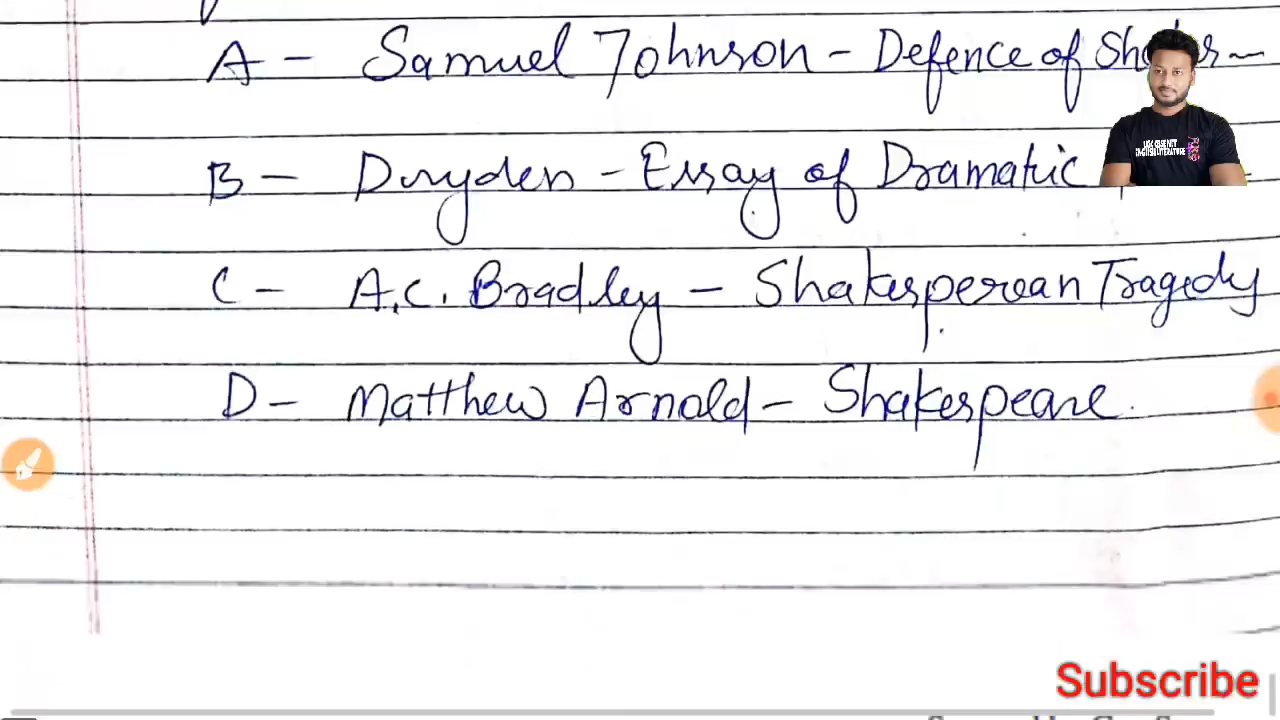 A - Samuel Johnson - Defence of
B - Dryden - Essay of Dramatic
C - A.C. Bradley - Shakesperean Tragedy
D - Matthew Arnold - Shakespeare.
Subscribe